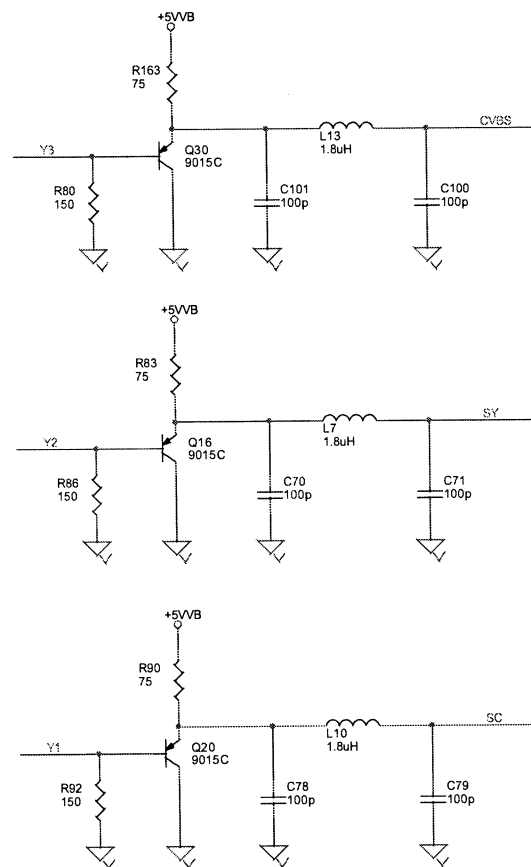 +5VVB
R163
75
CVBS
L13
1.8uH
Y3
Q30
9015C
R80
150
C101
100p
C100
100p
+5VVB
R83
75
SY
L7
1.8uH
Y2
Q16
9015C
R86
150
C70
100p
C71
100p
+5VVB
R90
75
SC
L10
1.8uH
Y1
Q20
9015C
R92
150
C78
100p
C79
100p